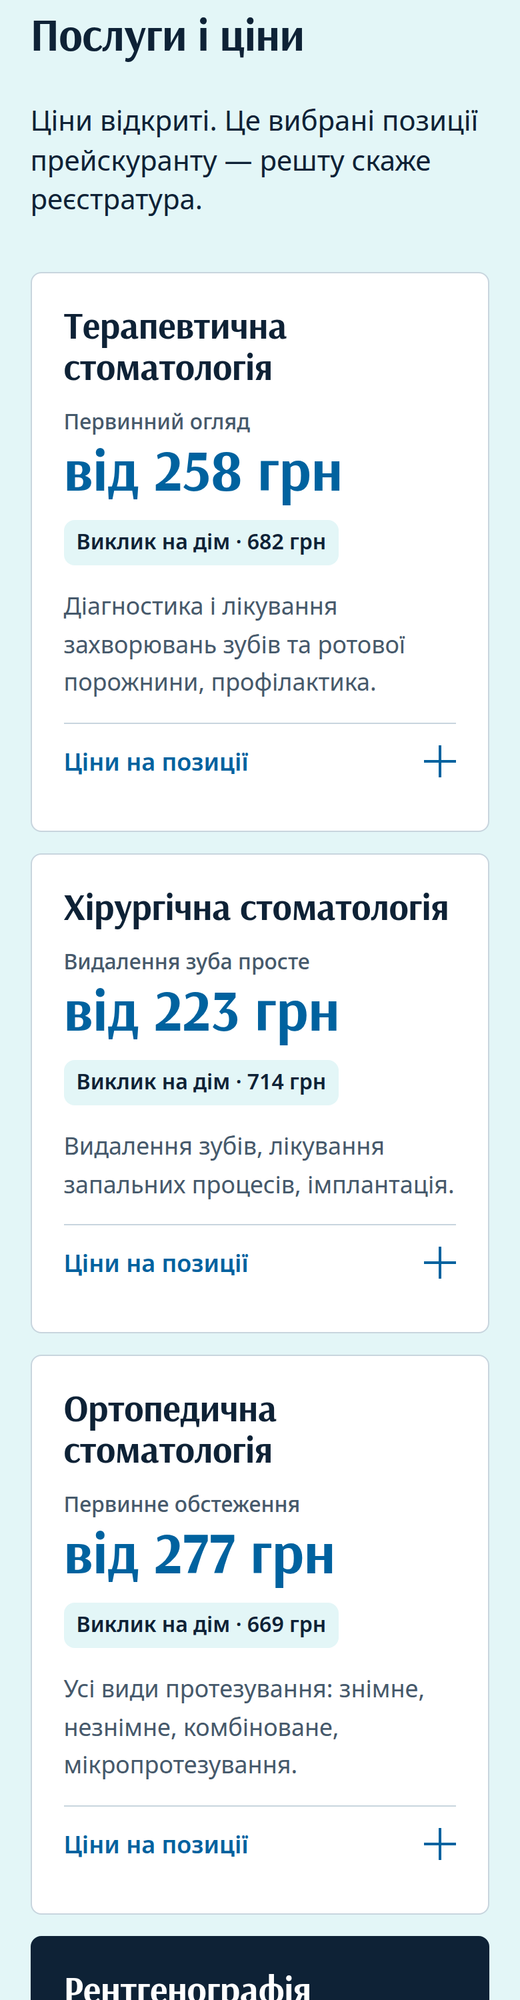 Послуги і ціни
Ціни відкриті. Це вибрані позиції
прейскуранту — решту скаже
реєстратура.
Терапевтична
стоматологія
Первинний огляд
від 258 грн
Виклик на дім · 682 грн
Діагностика і лікування
захворювань зубів та ротової
порожнини, профілактика.
Ціни на позиції
Хірургічна стоматологія
Видалення зуба просте
від 223 грн
Виклик на дім · 714 грн
Видалення зубів, лікування
запальних процесів, імплантація.
Ціни на позиції
Ортопедична
стоматологія
Первинне обстеження
від 277 грн
Виклик на дім · 669 грн
Усі види протезування: знімне,
незнімне, комбіноване,
мікропротезування.
Ціни на позиції
Рентгенографія